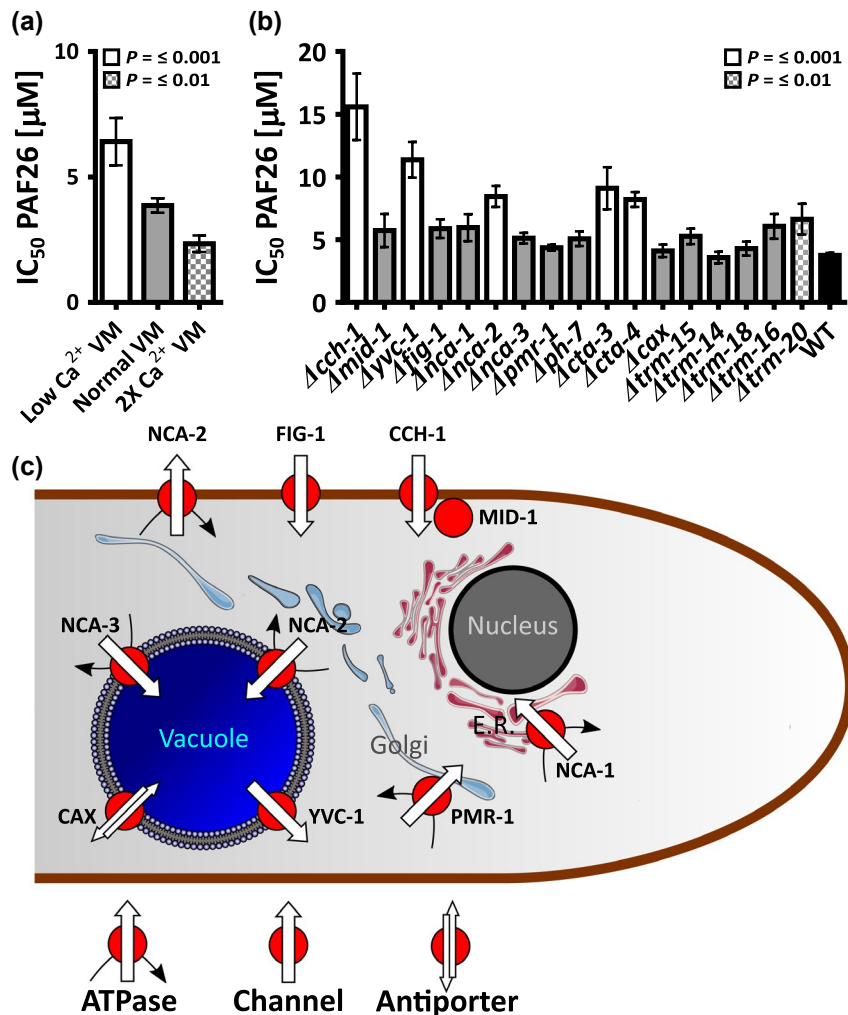 (a)
IC50 PAF26 [μM]
10
5
0
P = ≤ 0.001
P = ≤ 0.01
Low Ca2+ VM
Normal VM
2X Ca2+ VM
(b)
IC50 PAF26 [μM]
20
15
10
5
0
P = ≤ 0.001
P = ≤ 0.01
Δcch-1
Δmid-1
Δyvc-1
Δfig-1
Δnca-1
Δnca-2
Δnca-3
Δpmr-1
Δph-7
Δcta-3
Δcta-4
Δcax
Δtrm-15
Δtrm-14
Δtrm-18
Δtrm-16
Δtrm-20
WT
(c)
NCA-2
FIG-1
CCH-1
MID-1
NCA-3
NCA-2
Nucleus
Vacuole
Golgi
E.R.
NCA-1
CAX
YVC-1
PMR-1
ATPase
Channel
Antiporter